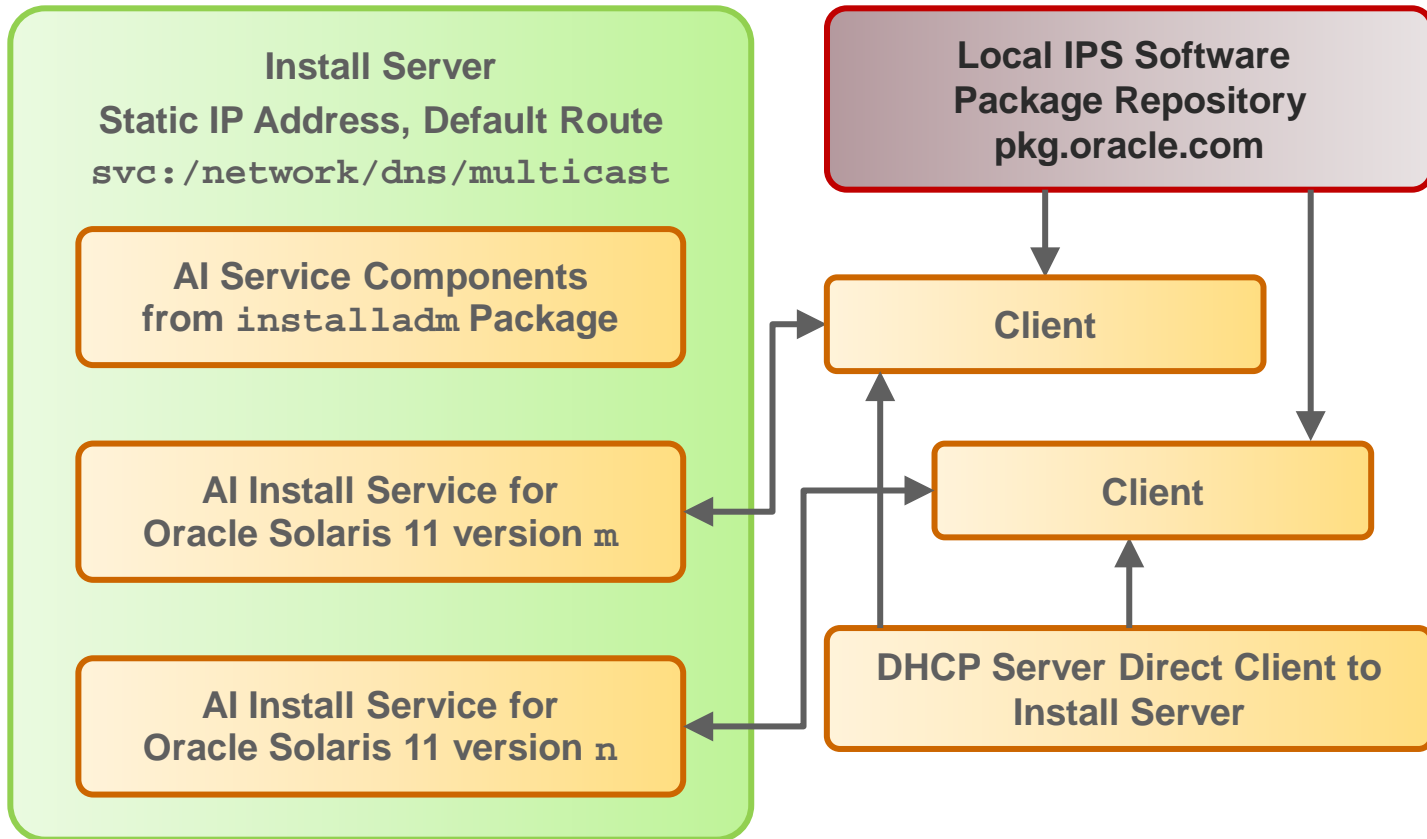 Install Server
Static IP Address, Default Route
svc:/network/dns/multicast
AI Service Components
from installadm Package
AI Install Service for
Oracle Solaris 11 version m
AI Install Service for
Oracle Solaris 11 version n
Local IPS Software
Package Repository
pkg.oracle.com
Client
Client
DHCP Server Direct Client to
Install Server